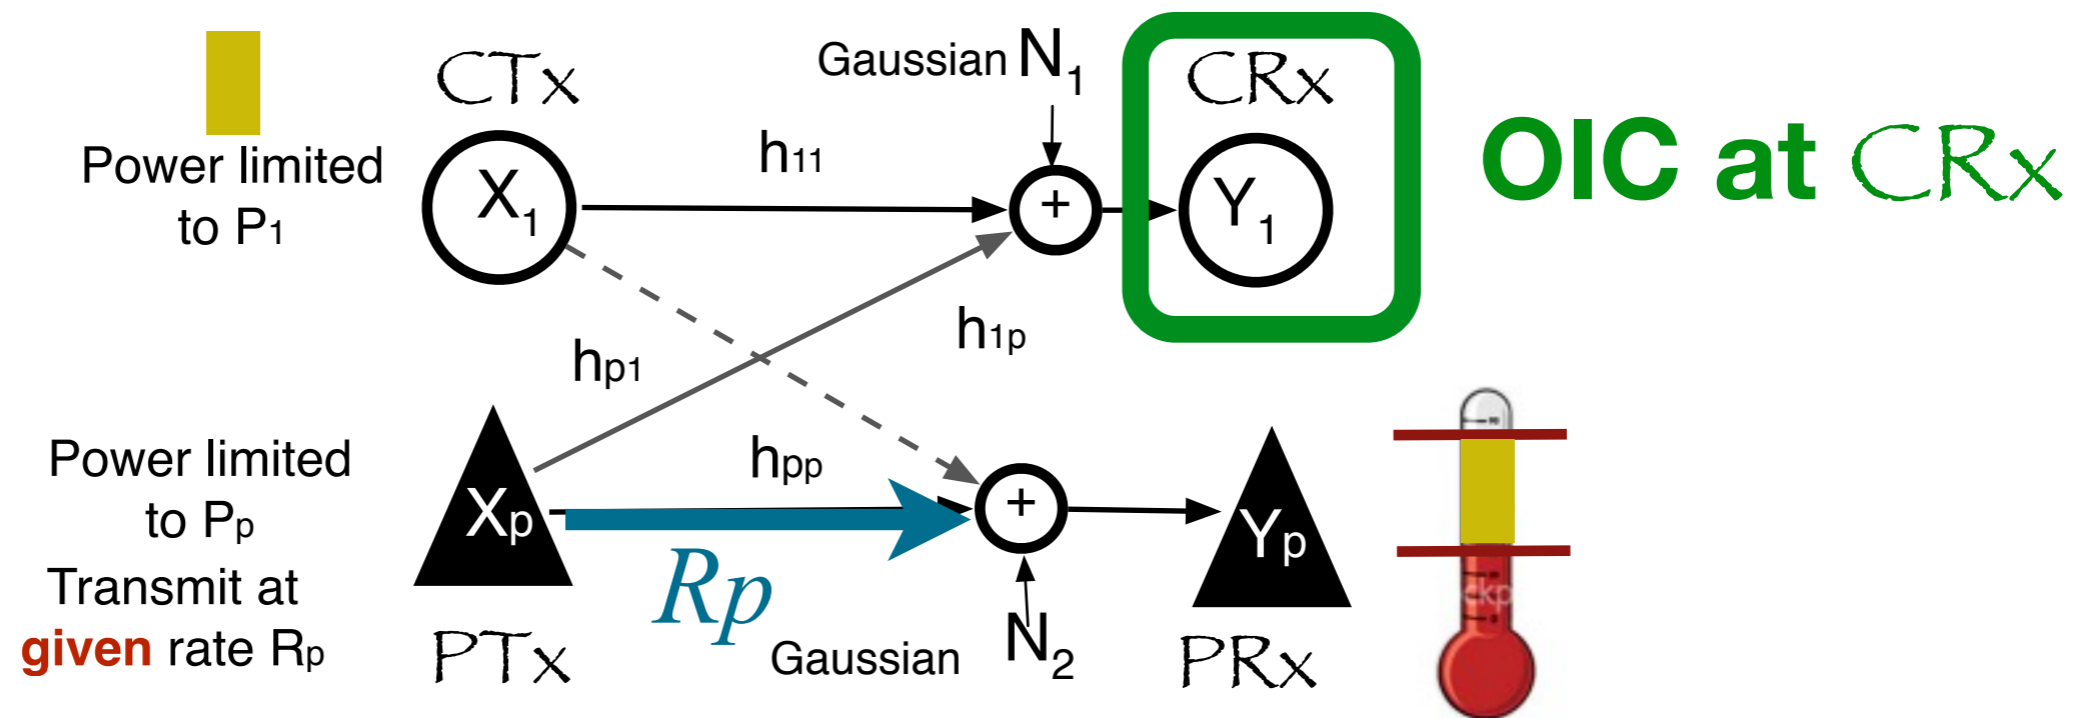 CTx
Gaussian N1
CRx
Power limited
to P1
X1
h11
+
Y1
OIC at CRx
hp1
h1p
Power limited
to Pp
Transmit at
given rate Rp
Xp
hpp
Rp
+
Yp
PTx
Gaussian N2
PRx
ckp